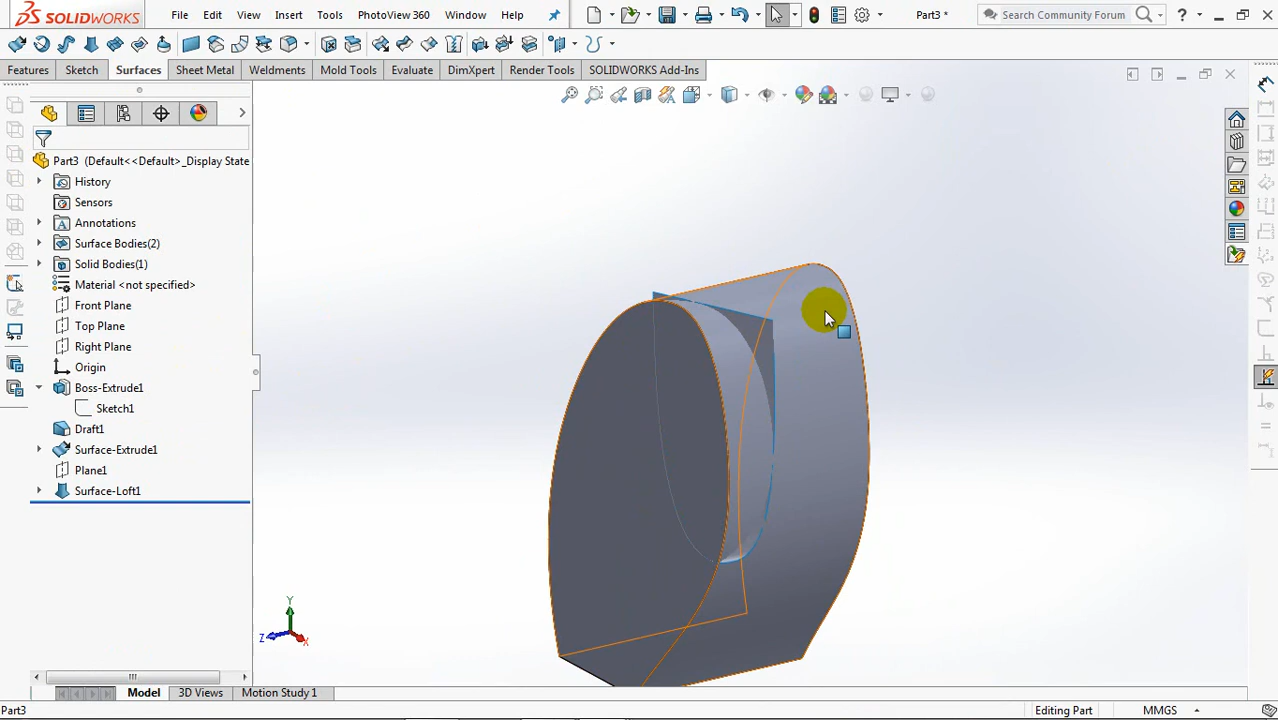 SOLIDWORKS
File Edit View Insert Tools PhotoView 360 Window Help Part3 * Search Community Forum ?
Features Sketch Surfaces Sheet Metal Weldments Mold Tools Evaluate DimXpert Render Tools SOLIDWORKS Add-Ins
Part3 (Default<<Default>_Display State
History
Sensors
Annotations
Surface Bodies(2)
Solid Bodies(1)
Material <not specified>
Front Plane
Top Plane
Right Plane
Origin
Boss-Extrude1
Sketch1
Draft1
Surface-Extrude1
Plane1
Surface-Loft1
Y
Z
X
Model 3D Views Motion Study 1
Part3 Editing Part MMGS